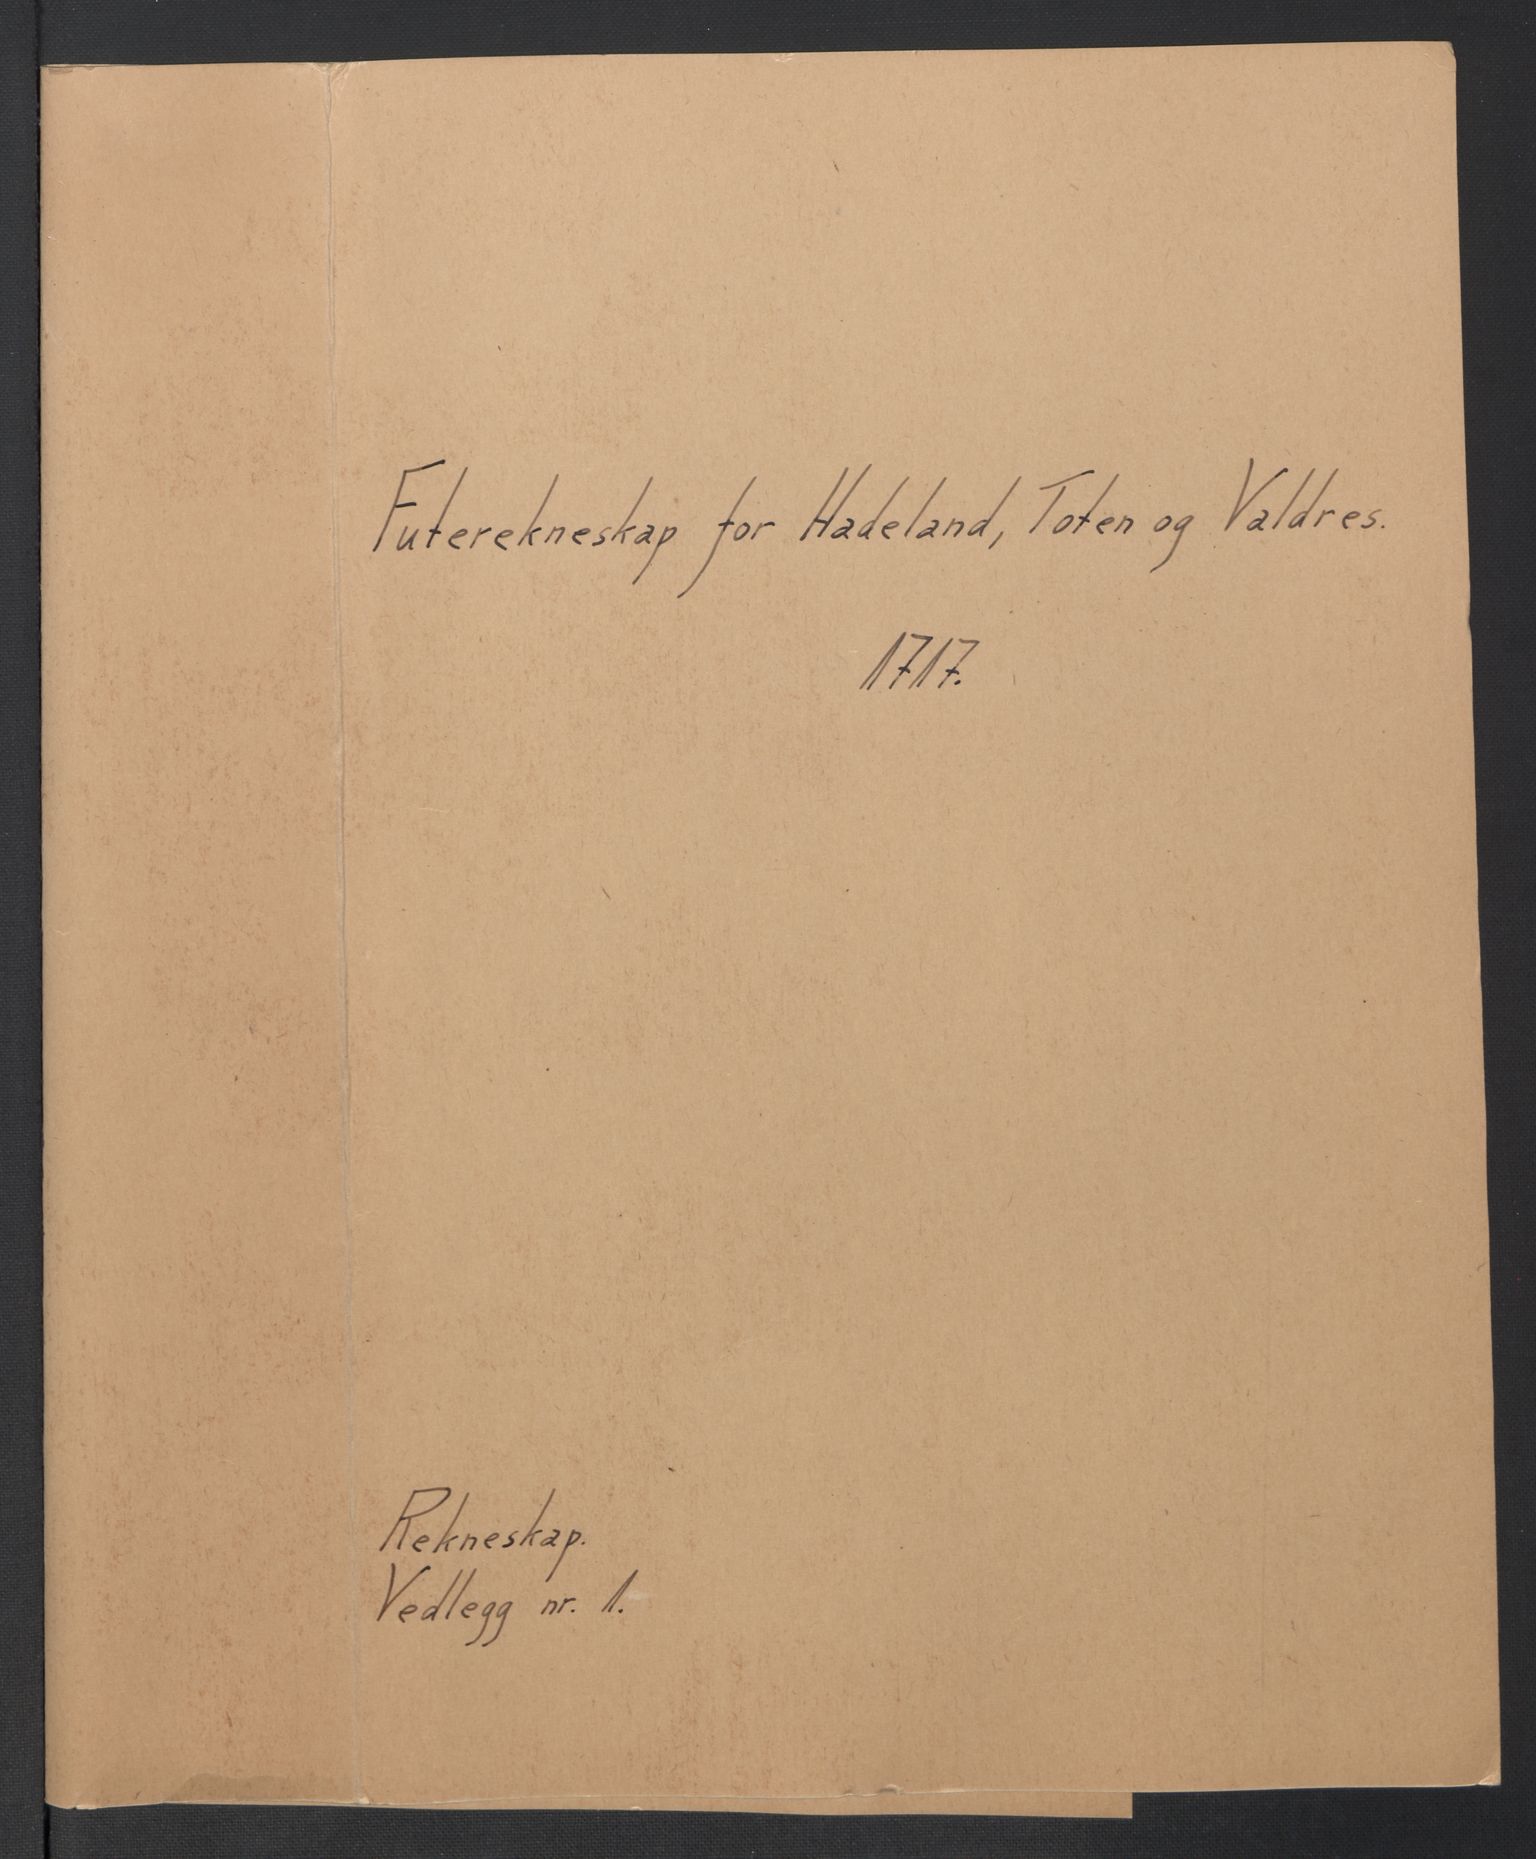 Futerekneskap for Hadeland, Toten og Valdres.
1717.
Rekneskap.
Vedlegg nr. 1.